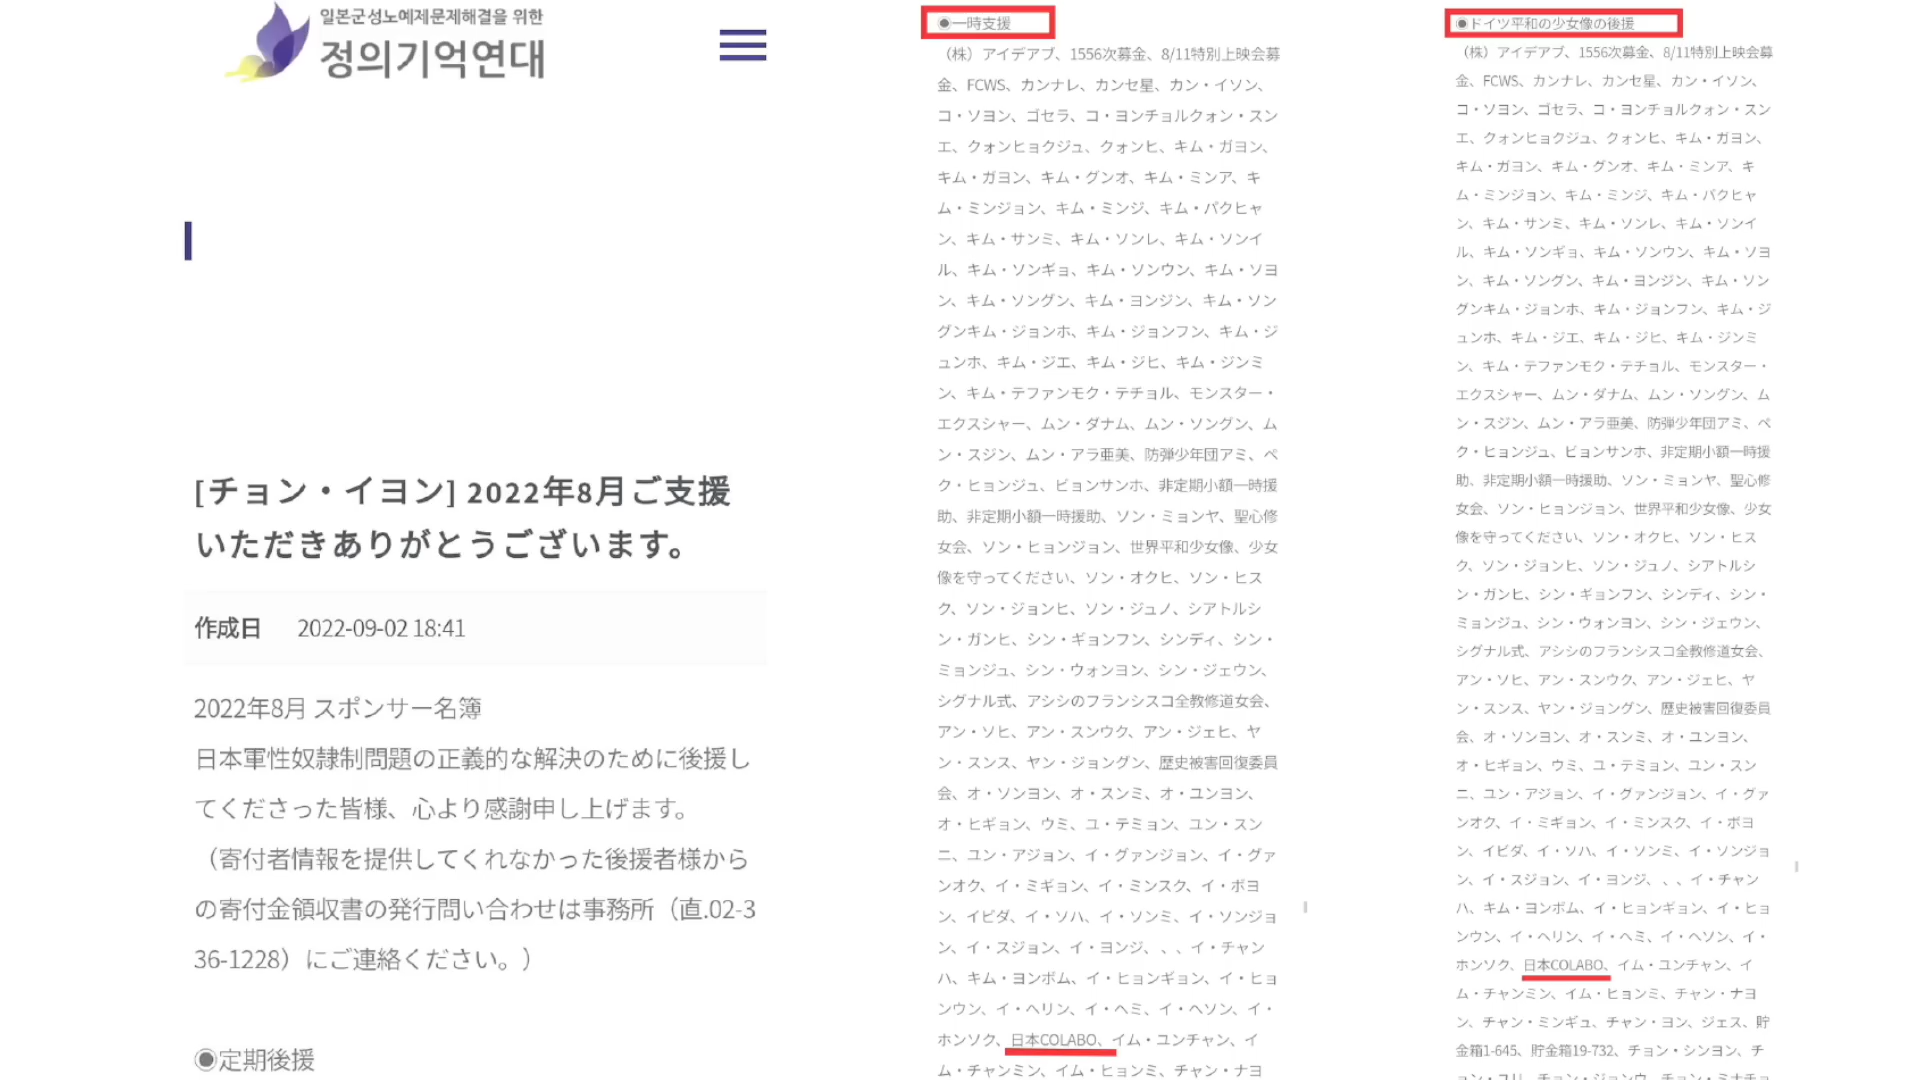 일본군성노예제문제해결을 위한
정의기억연대
[チョン・イヨン] 2022年8月ご支援
いただきありがとうございます。
作成日 2022-09-02 18:41
2022年8月 スポンサー名簿
日本軍性奴隷制問題の正義的な解決のために後援し
てくださった皆様、心より感謝申し上げます。
（寄付者情報を提供してくれなかった後援者様から
の寄付金領収書の発行問い合わせは事務所（直.02-3
36-1228）にご連絡ください。）
◉定期後援
◉一時支援
（株）アイデアブ、1556次募金、8/11特別上映会募
金、FCWS、カンナレ、カンセ星、カン・イソン、
コ・ソヨン、ゴセラ、コ・ヨンチョルクォン・スン
エ、クォンヒョクジュ、クォンヒ、キム・ガヨン、
キム・ガヨン、キム・グンオ、キム・ミンア、キ
ム・ミンジョン、キム・ミンジ、キム・パクヒャ
ン、キム・サンミ、キム・ソンレ、キム・ソンイ
ル、キム・ソンギョ、キム・ソンウン、キム・ソヨ
ン、キム・ソングン、キム・ヨンジン、キム・ソン
グンキム・ジョンホ、キム・ジョンフン、キム・ジ
ュンホ、キム・ジエ、キム・ジヒ、キム・ジンミ
ン、キム・テファンモク・テチョル、モンスター・
エクスシャー、ムン・ダナム、ムン・ソングン、ム
ン・スジン、ムン・アラ亜美、防弾少年団アミ、ペ
ク・ヒョンジュ、ピョンサンホ、非定期小額一時援
助、非定期小額一時援助、ソン・ミョンヤ、聖心修
女会、ソン・ヒョンジョン、世界平和少女像、少女
像を守ってください、ソン・オクヒ、ソン・ヒス
ク、ソン・ジョンヒ、ソン・ジュノ、シアトルシ
ン・ガンヒ、シン・ギョンフン、シンディ、シン・
ミョンジュ、シン・ウォンヨン、シン・ジェウン、
シグナル式、アシシのフランシスコ全教修道女会、
アン・ソヒ、アン・スンウク、アン・ジェヒ、ヤ
ン・スンス、ヤン・ジョングン、歴史被害回復委員
会、オ・ソンヨン、オ・スンミ、オ・ユンヨン、
オ・ヒギョン、ウミ、ユ・テミョン、ユン・スン
ニ、ユン・アジョン、イ・グァンジョン、イ・グァ
ンオク、イ・ミギョン、イ・ミンスク、イ・ボヨ
ン、イビダ、イ・ソハ、イ・ソンミ、イ・ソンジョ
ン、イ・スジョン、イ・ヨンジ、、、イ・チャン
ハ、キム・ヨンボム、イ・ヒョンギョン、イ・ヒョ
ンウン、イ・ヘリン、イ・ヘミ、イ・ヘソン、イ・
ホンソク、日本COLABO、イム・ユンチャン、イ
ム・チャンミン、イム・ヒョンミ、チャン・ナヨ
◉ドイツ平和の少女像の後援
（株）アイデアブ、1556次募金、8/11特別上映会募
金、FCWS、カンナレ、カンセ星、カン・イソン、
コ・ソヨン、ゴセラ、コ・ヨンチョルクォン・スン
エ、クォンヒョクジュ、クォンヒ、キム・ガヨン、
キム・ガヨン、キム・グンオ、キム・ミンア、キ
ム・ミンジョン、キム・ミンジ、キム・パクヒャ
ン、キム・サンミ、キム・ソンレ、キム・ソンイ
ル、キム・ソンギョ、キム・ソンウン、キム・ソヨ
ン、キム・ソングン、キム・ヨンジン、キム・ソン
グンキム・ジョンホ、キム・ジョンフン、キム・ジ
ュンホ、キム・ジエ、キム・ジヒ、キム・ジンミ
ン、キム・テファンモク・テチョル、モンスター・
エクスシャー、ムン・ダナム、ムン・ソングン、ム
ン・スジン、ムン・アラ亜美、防弾少年団アミ、ペ
ク・ヒョンジュ、ピョンサンホ、非定期小額一時援
助、非定期小額一時援助、ソン・ミョンヤ、聖心修
女会、ソン・ヒョンジョン、世界平和少女像、少女
像を守ってください、ソン・オクヒ、ソン・ヒス
ク、ソン・ジョンヒ、ソン・ジュノ、シアトルシ
ン・ガンヒ、シン・ギョンフン、シンディ、シン・
ミョンジュ、シン・ウォンヨン、シン・ジェウン、
シグナル式、アシシのフランシスコ全教修道女会、
アン・ソヒ、アン・スンウク、アン・ジェヒ、ヤ
ン・スンス、ヤン・ジョングン、歴史被害回復委員
会、オ・ソンヨン、オ・スンミ、オ・ユンヨン、
オ・ヒギョン、ウミ、ユ・テミョン、ユン・スン
ニ、ユン・アジョン、イ・グァンジョン、イ・グァ
ンオク、イ・ミギョン、イ・ミンスク、イ・ボヨ
ン、イビダ、イ・ソハ、イ・ソンミ、イ・ソンジョ
ン、イ・スジョン、イ・ヨンジ、、、イ・チャン
ハ、キム・ヨンボム、イ・ヒョンギョン、イ・ヒョ
ンウン、イ・ヘリン、イ・ヘミ、イ・ヘソン、イ・
ホンソク、日本COLABO、イム・ユンチャン、イ
ム・チャンミン、イム・ヒョンミ、チャン・ナヨ
ン、チャン・ミンギュ、チャン・ヨン、ジェス、貯
金箱1-645、貯金箱19-732、チョン・シンヨン、チ